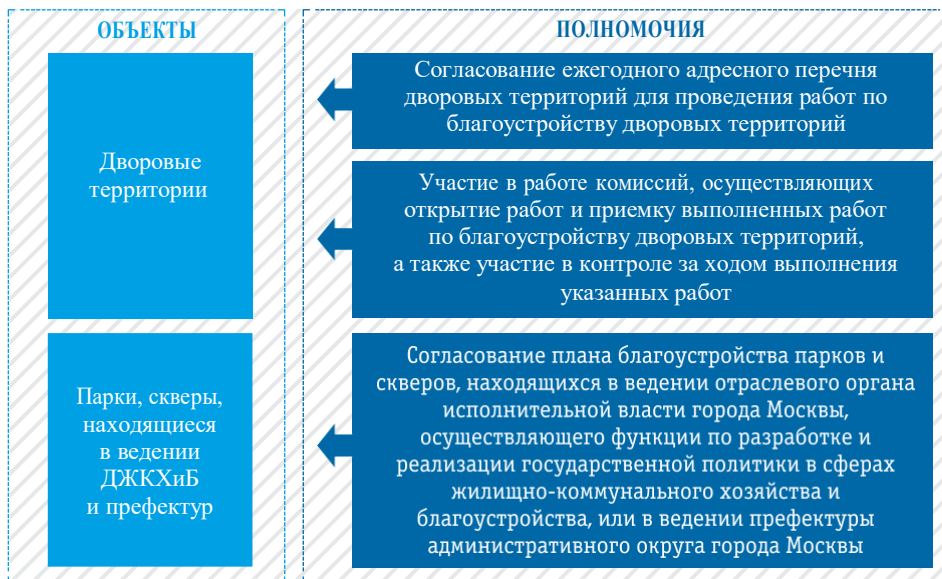 ОБЪЕКТЫ
ПОЛНОМОЧИЯ
Дворовые
территории
Согласование ежегодного адресного перечня
дворовых территорий для проведения работ по
благоустройству дворовых территорий
Участие в работе комиссий, осуществляющих
открытие работ и приемку выполненных работ
по благоустройству дворовых территорий,
а также участие в контроле за ходом выполнения
указанных работ
Парки, скверы,
находящиеся
в ведении
ДЖКХиБ
и префектур
Согласование плана благоустройства парков и
скверов, находящихся в ведении отраслевого органа
исполнительной власти города Москвы,
осуществляющего функции по разработке и
реализации государственной политики в сферах
жилищно-коммунального хозяйства и
благоустройства, или в ведении префектуры
административного округа города Москвы